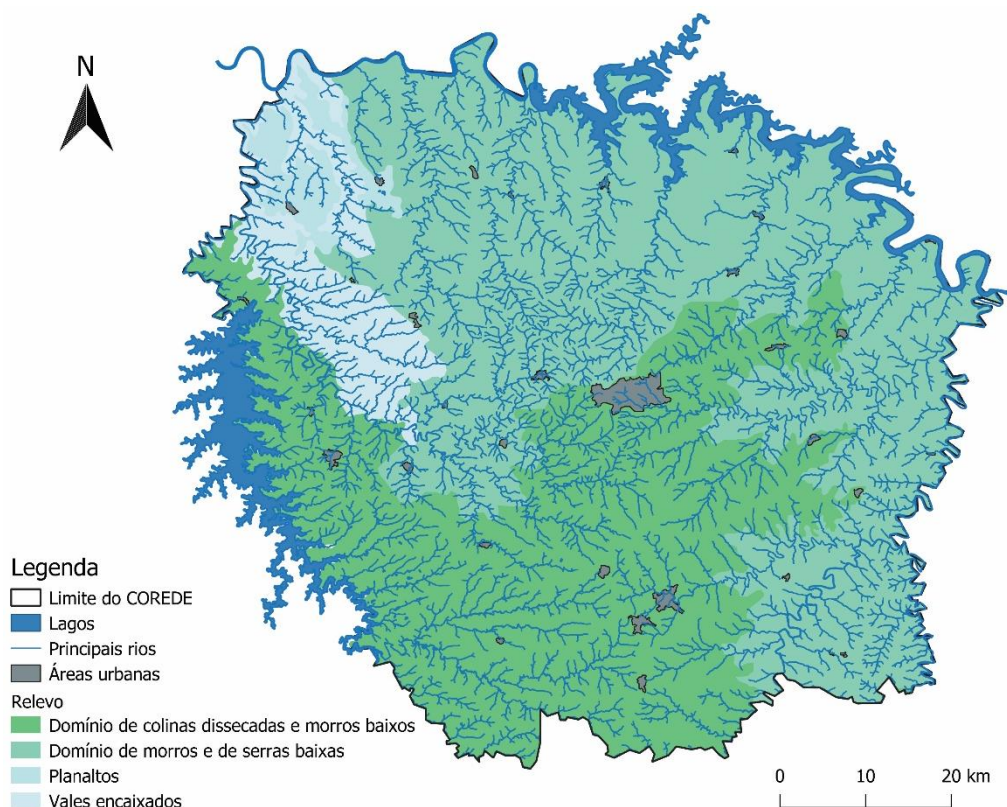 N
Legenda
Limite do COREDE
Lagos
Principais rios
Áreas urbanas
Relevo
Domínio de colinas dissecadas e morros baixos
Domínio de morros e de serras baixas
Planaltos
Vales encaixados
0 10 20 km